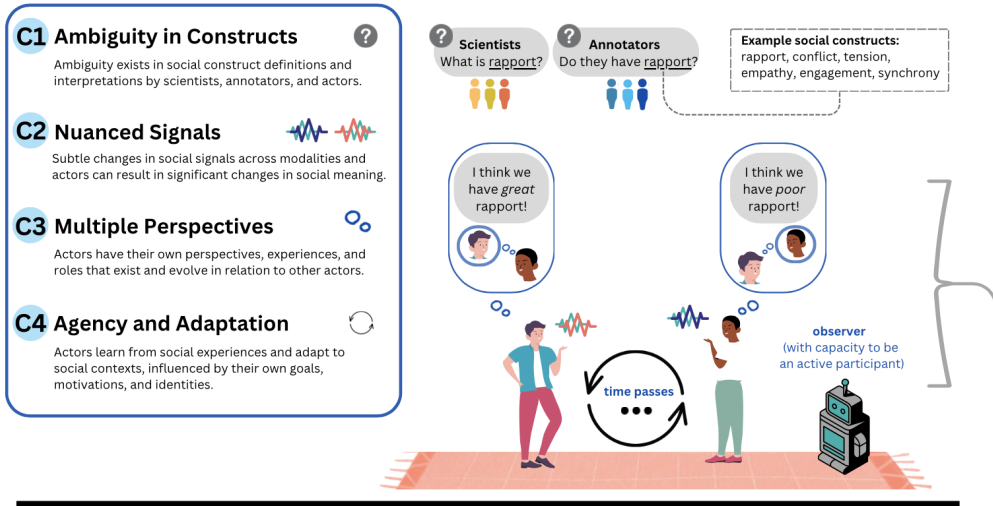 C1 Ambiguity in Constructs ?
Ambiguity exists in social construct definitions and
interpretations by scientists, annotators, and actors.
C2 Nuanced Signals
Subtle changes in social signals across modalities and
actors can result in significant changes in social meaning.
C3 Multiple Perspectives
Actors have their own perspectives, experiences, and
roles that exist and evolve in relation to other actors.
C4 Agency and Adaptation
Actors learn from social experiences and adapt to
social contexts, influenced by their own goals,
motivations, and identities.
?
Scientists
What is rapport?
?
Annotators
Do they have rapport?
Example social constructs:
rapport, conflict, tension,
empathy, engagement, synchrony
I think we
have great
rapport!
I think we
have poor
rapport!
time passes
observer
(with capacity to be
an active participant)